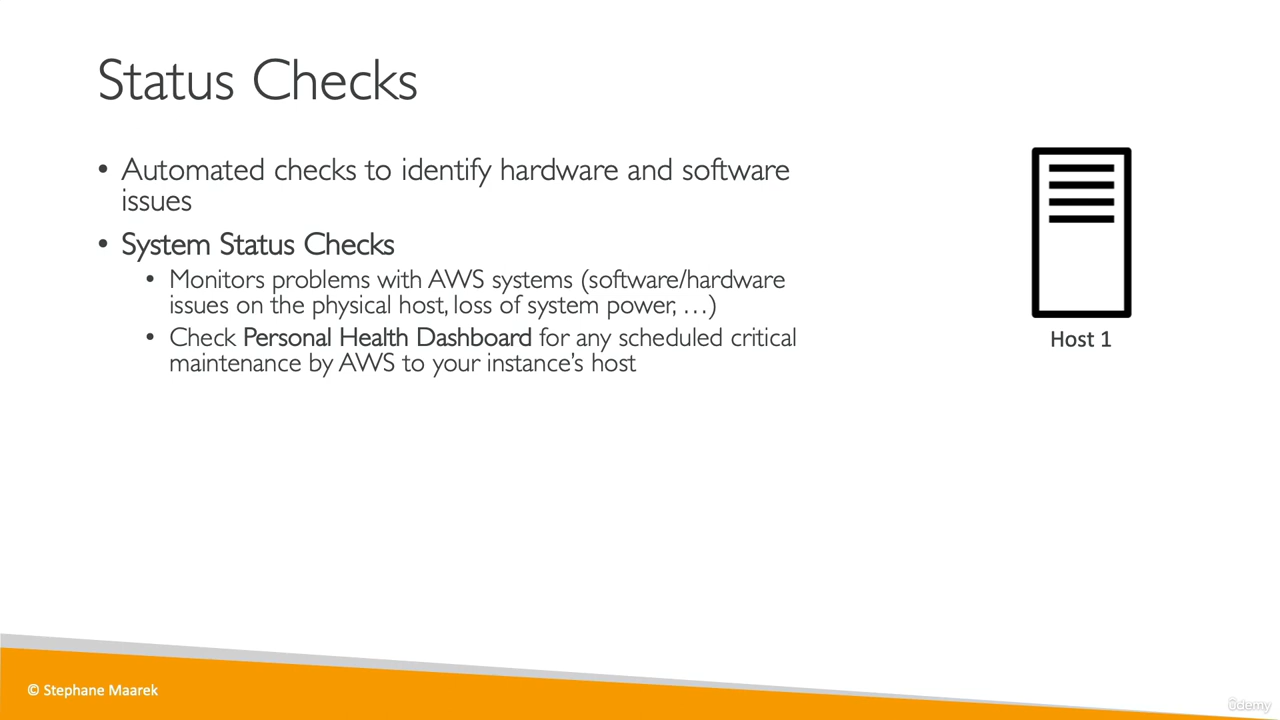 Status Checks
• Automated checks to identify hardware and software
issues
• System Status Checks
• Monitors problems with AWS systems (software/hardware
issues on the physical host, loss of system power, …)
• Check Personal Health Dashboard for any scheduled critical
maintenance by AWS to your instance's host
Host 1
© Stephane Maarek
ûdemy